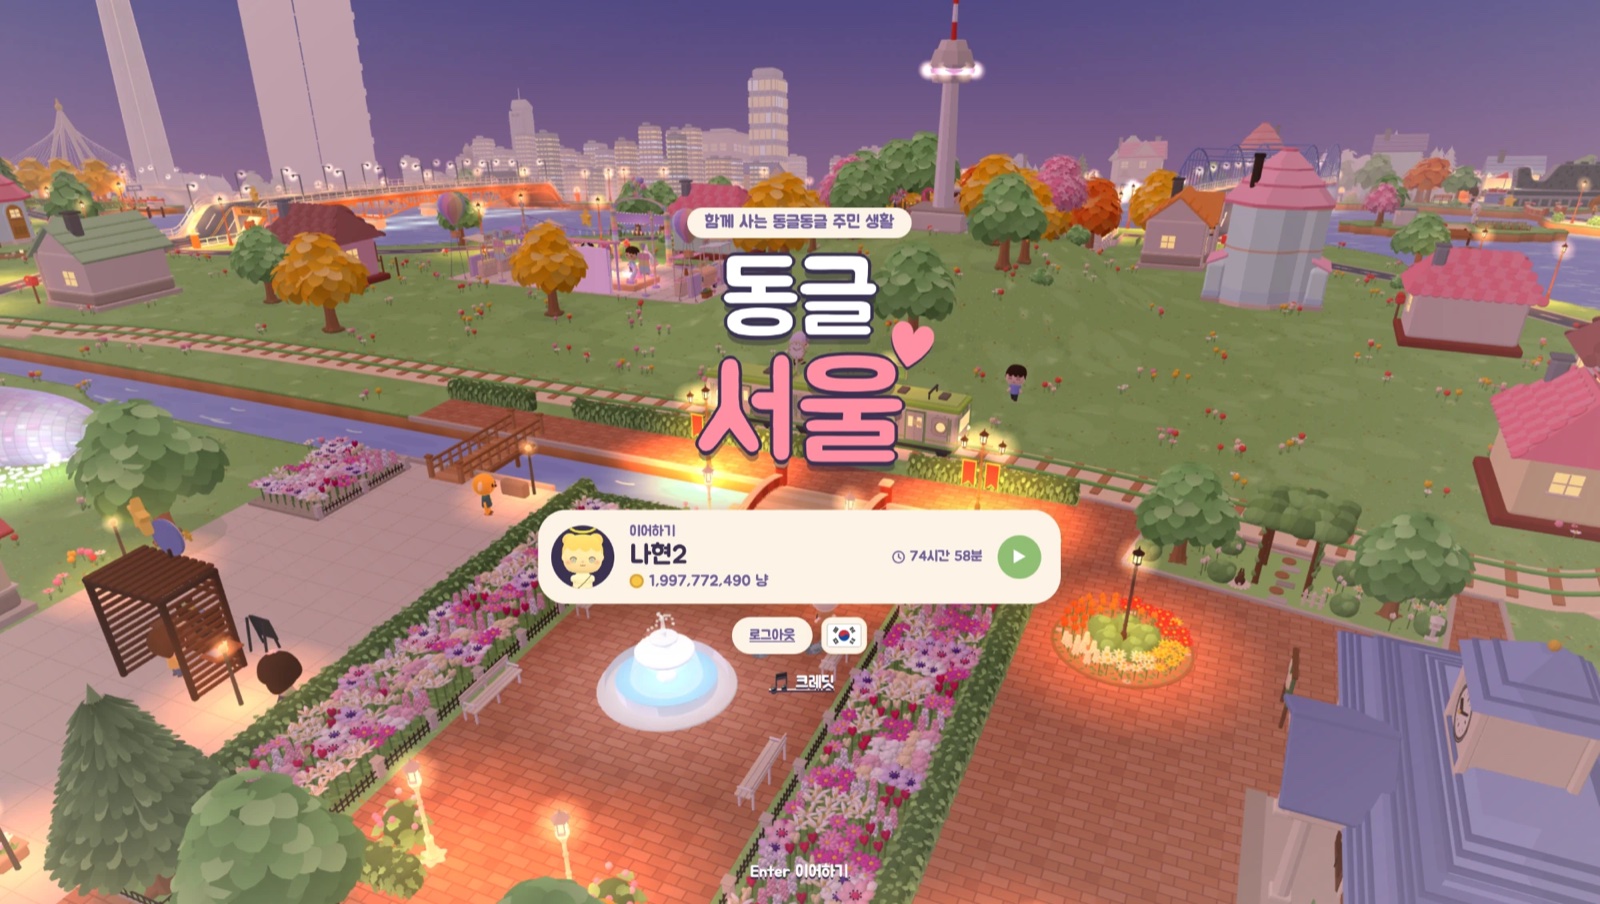 함께 사는 동글동글 주민 생활
동글
서울
이어하기
나현2
1,997,772,490 냥
74시간 58분
로그아웃
크레딧
Enter 이어하기